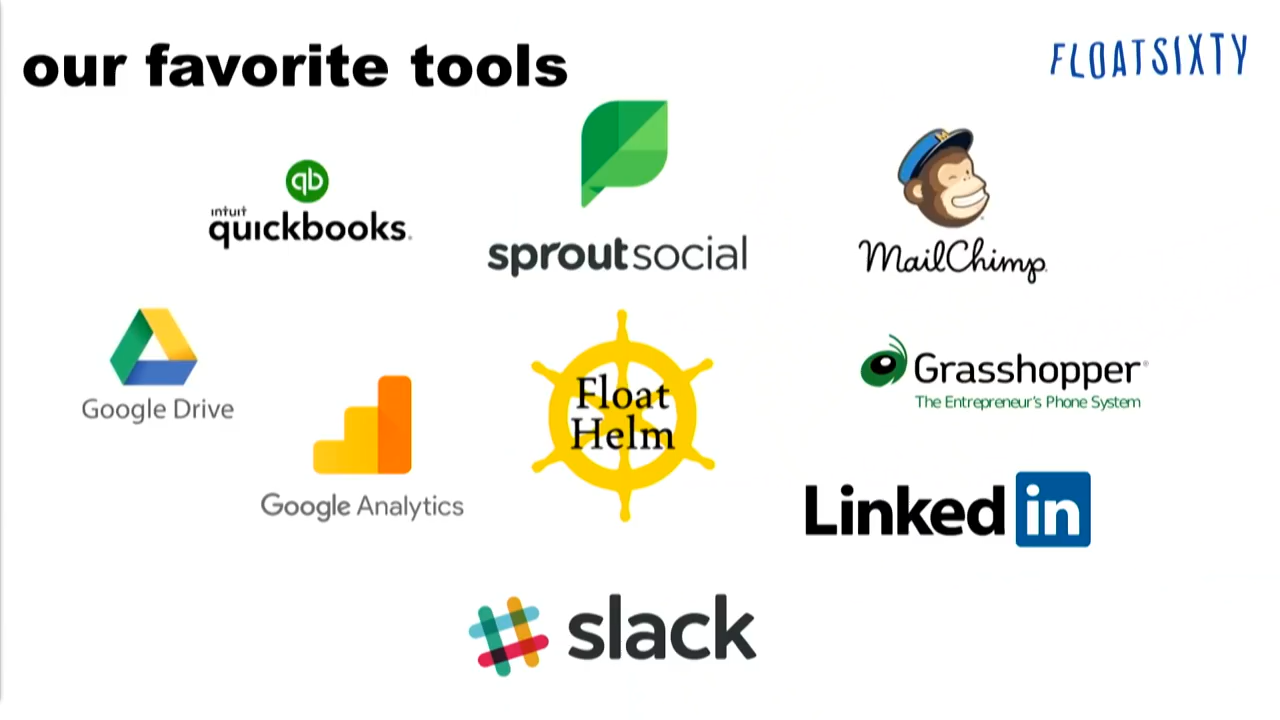 our favorite tools
FLOATSIXTY
qb
intuit
quickbooks.
sproutsocial
MailChimp
Google Drive
Float
Helm
Grasshopper®
The Entrepreneur's Phone System
Google Analytics
Linkedin
slack